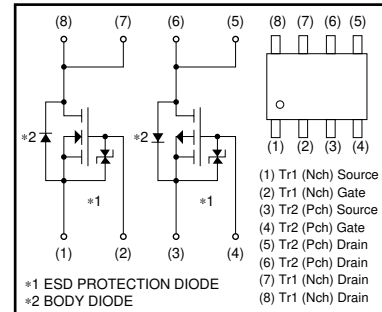 (8) (7) (6) (5)
(8) (7) (6) (5)
*2 *2
*1 *1
(1) (2) (3) (4)
(1) (2) (3) (4)
*1 ESD PROTECTION DIODE
*2 BODY DIODE
(1) Tr1 (Nch) Source
(2) Tr1 (Nch) Gate
(3) Tr2 (Pch) Source
(4) Tr2 (Pch) Gate
(5) Tr2 (Pch) Drain
(6) Tr2 (Pch) Drain
(7) Tr1 (Nch) Drain
(8) Tr1 (Nch) Drain